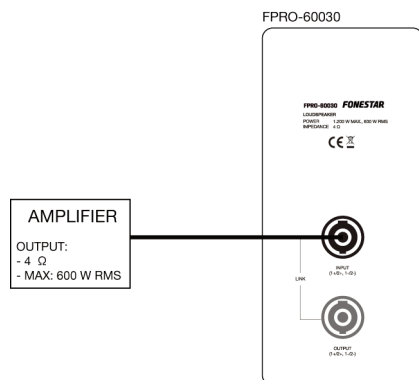 FPRO-60030
FPRO-60030 FONESTAR
LOUDSPEAKER
POWER 1.200 W MAX., 600 W RMS
IMPEDANCE 4 Ω
CE
AMPLIFIER
OUTPUT:
- 4 Ω
- MAX: 600 W RMS
INPUT
(1+/2+, 1-/2-)
LINK
OUTPUT
(1+/2+, 1-/2-)